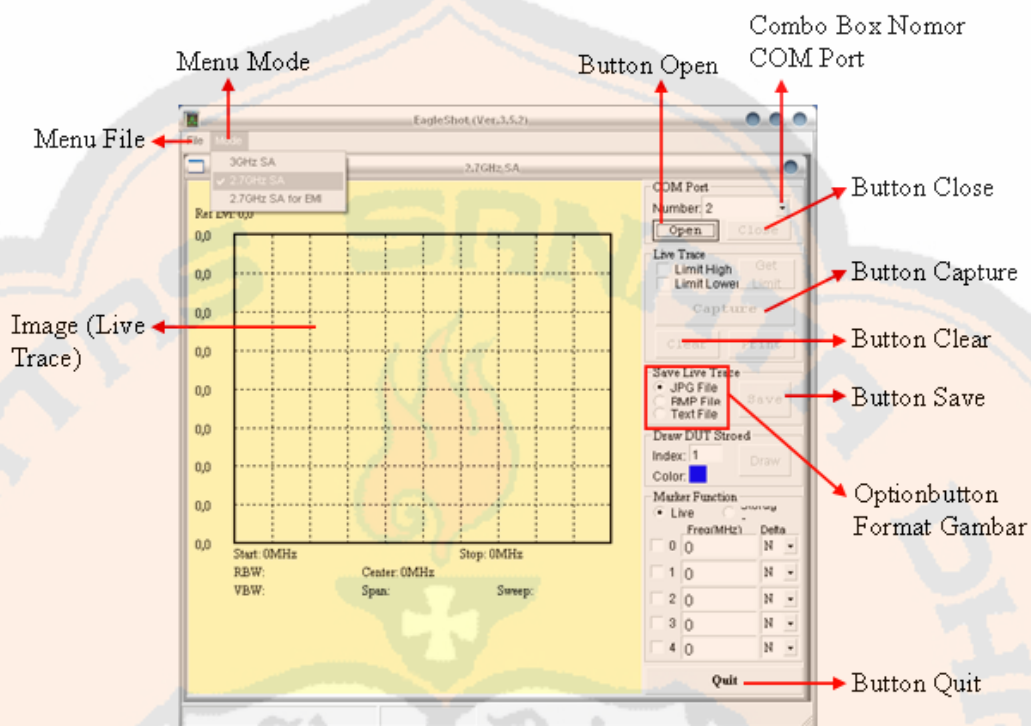 Combo Box Nomor
COM Port
Menu Mode
Button Open
Menu File
EagleShot (Ver.3.5.2)
File Mode
3GHz SA
2.7GHz SA
2.7GHz SA for EMI
2.7GHz SA
Ref Lvl: 0,0
0,0
0,0
0,0
0,0
0,0
0,0
0,0
0,0
0,0
Start: 0MHz
Stop: 0MHz
RBW:
Center: 0MHz
VBW:
Span:
Sweep:
Image (Live
Trace)
COM Port
Number: 2
Open
Close
Live Trace
Limit High
Limit Lower
Get
Limit
Capture
Clear
Print
Save Live Trace
JPG File
BMP File
Text File
Save
Draw DUT Stroed
Index: 1
Draw
Color:
Marker Function
Live
Freq(MHz)
Delta
0 0 N
1 0 N
2 0 N
3 0 N
4 0 N
Quit
Button Close
Button Capture
Button Clear
Button Save
Optionbutton
Format Gambar
Button Quit
SANATA